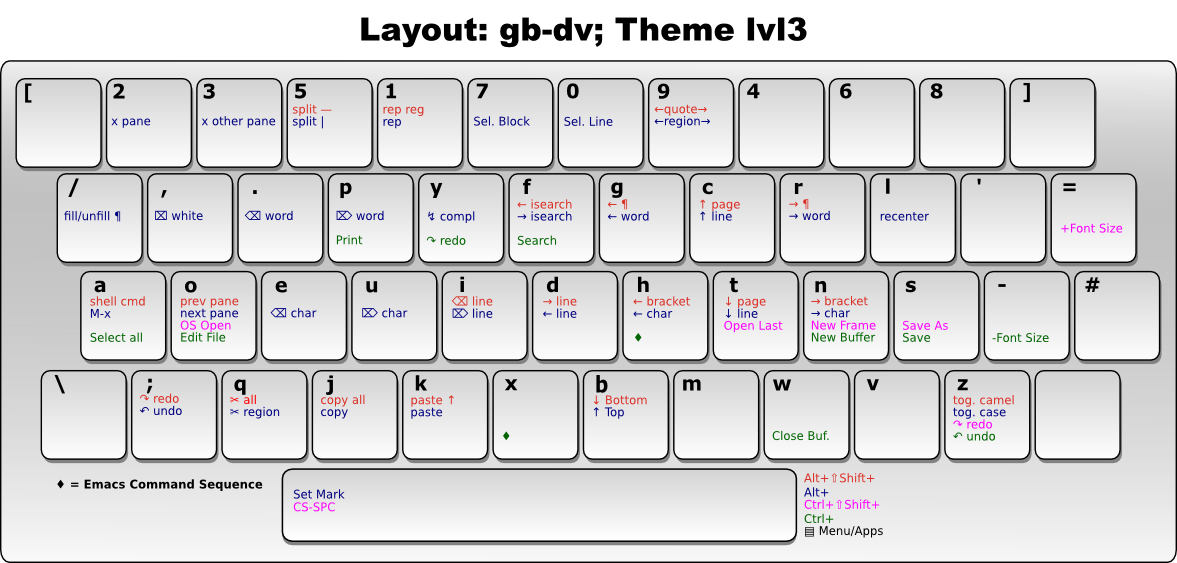 Layout: gb-dv; Theme lvl3
[
2
x pane
3
x other pane
5
split —
split |
1
rep reg
rep
7
Sel. Block
0
Sel. Line
9
←quote→
←region→
4
6
8
]
/
fill/unfill ¶
,
⌧ white
.
⌫ word
p
⌦ word
Print
y
↯ compl
↷ redo
f
← isearch
→ isearch
Search
g
← ¶
← word
c
↑ page
↑ line
r
→ ¶
→ word
l
recenter
'
=
+Font Size
a
shell cmd
M-x
Select all
o
prev pane
next pane
OS Open
Edit File
e
⌫ char
u
⌦ char
i
⌫ line
⌦ line
d
→ line
← line
h
← bracket
← char
♦
t
↓ page
↓ line
Open Last
n
→ bracket
→ char
New Frame
New Buffer
s
Save As
Save
-
-Font Size
#
\
;
↷ redo
↶ undo
q
✂ all
✂ region
j
copy all
copy
k
paste ↑
paste
x
♦
b
↓ Bottom
↑ Top
m
w
Close Buf.
v
z
tog. camel
tog. case
↷ redo
↶ undo
♦ = Emacs Command Sequence
Set Mark
CS-SPC
Alt+⇧Shift+
Alt+
Ctrl+⇧Shift+
Ctrl+
▤ Menu/Apps